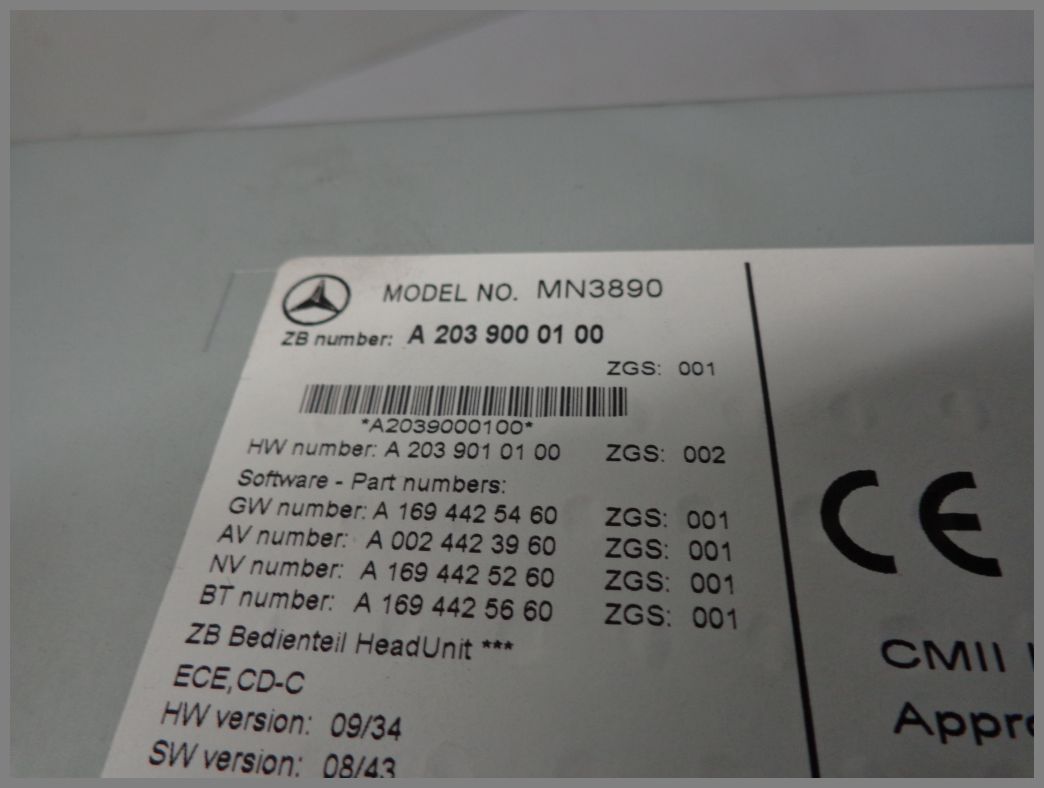 MODEL NO. MN3890
ZB number: A 203 900 01 00
ZGS: 001
*A2039000100*
HW number: A 203 901 01 00 ZGS: 002
Software - Part numbers:
GW number: A 169 442 54 60 ZGS: 001
AV number: A 002 442 39 60 ZGS: 001
NV number: A 169 442 52 60 ZGS: 001
BT number: A 169 442 56 60 ZGS: 001
ZB Bedienteil HeadUnit ***
ECE,CD-C
HW version: 09/34
SW version: 08/43
CE
CMII
Appro